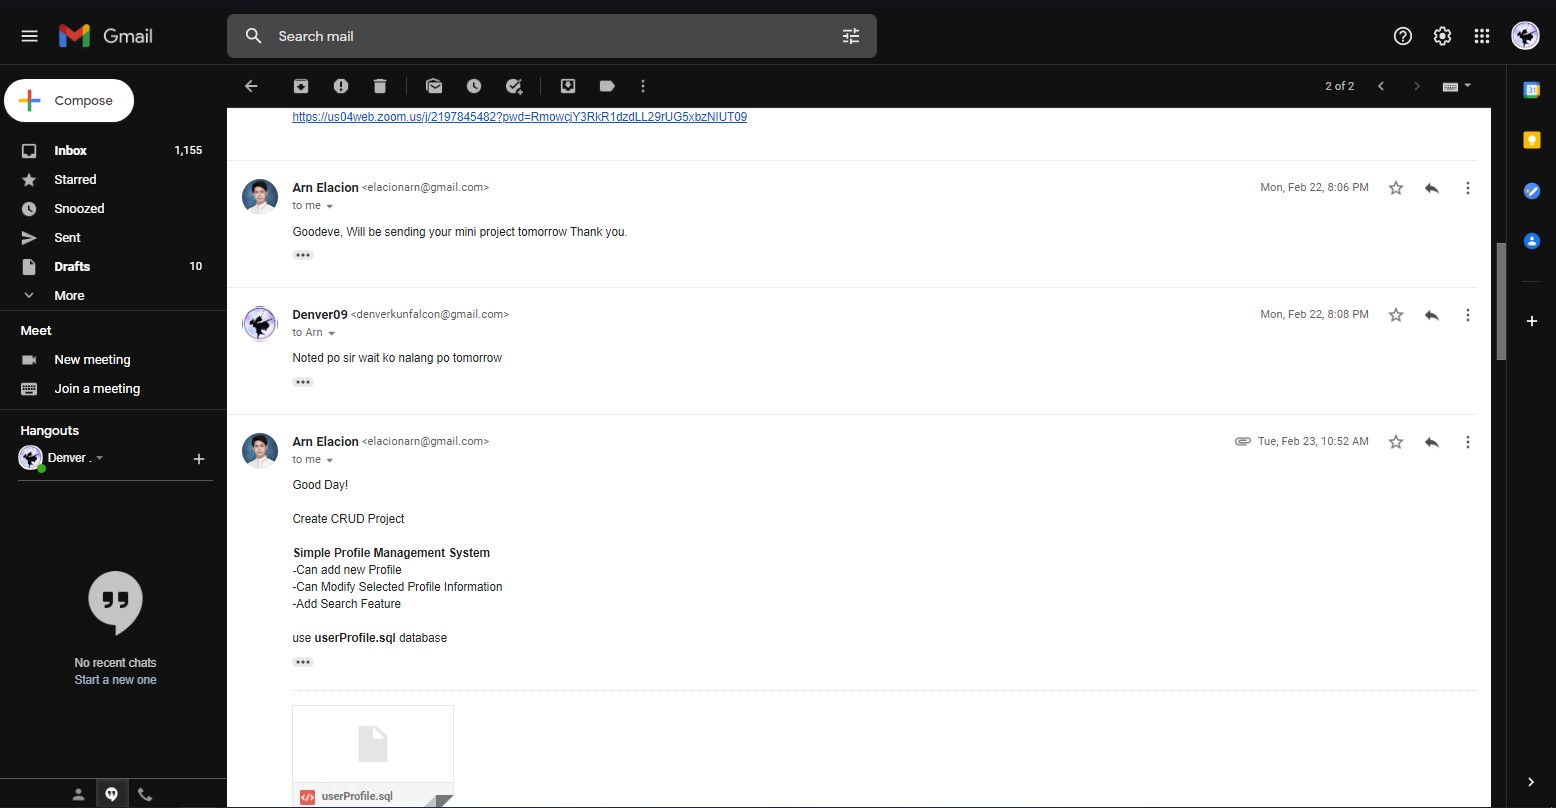 Gmail
Search mail
Compose
Inbox 1,155
Starred
Snoozed
Sent
Drafts 10
More
Meet
New meeting
Join a meeting
Hangouts
Denver .
No recent chats
Start a new one
2 of 2
https://us04web.zoom.us/j/2197845482?pwd=RmowcjY3RkR1dzdLL29rUG5xbzNIUT09
Arn Elacion <elacionarn@gmail.com> Mon, Feb 22, 8:06 PM
to me
Goodeve, Will be sending your mini project tomorrow Thank you.
Denver09 <denverkunfalcon@gmail.com> Mon, Feb 22, 8:08 PM
to Arn
Noted po sir wait ko nalang po tomorrow
Arn Elacion <elacionarn@gmail.com> Tue, Feb 23, 10:52 AM
to me
Good Day!
Create CRUD Project
Simple Profile Management System
-Can add new Profile
-Can Modify Selected Profile Information
-Add Search Feature
use userProfile.sql database
userProfile.sql
31